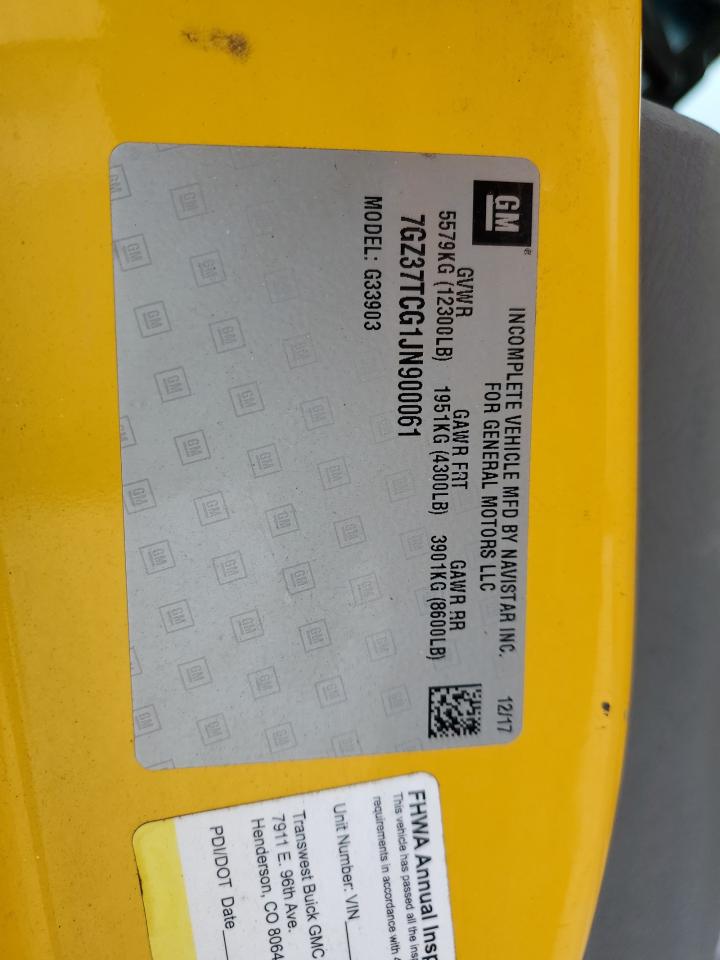 GM
INCOMPLETE VEHICLE MFD BY NAVISTAR INC. 12/17
FOR GENERAL MOTORS LLC
GVWR GAWR FRT GAWR RR
5579KG (12300LB) 1951KG (4300LB) 3901KG (8600LB)
7GZ37TCG1JN900061
MODEL: G33903
FHWA Annual Insp
This vehicle has passed all the insp
requirements in accordance with 4
Unit Number: VIN
Transwest Buick GMC
7911 E. 96th Ave.
Henderson, CO 8064
PDI/DOT Date